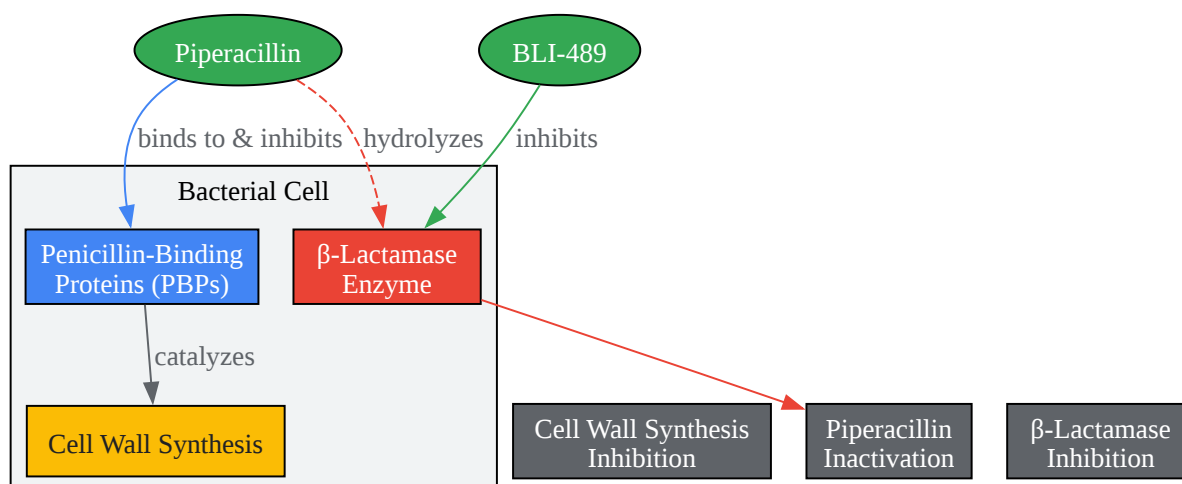 Piperacillin
BLI-489
binds to & inhibits
hydrolyzes
inhibits
Bacterial Cell
Penicillin-Binding
Proteins (PBPs)
β-Lactamase
Enzyme
catalyzes
Cell Wall Synthesis
Cell Wall Synthesis
Inhibition
Piperacillin
Inactivation
β-Lactamase
Inhibition